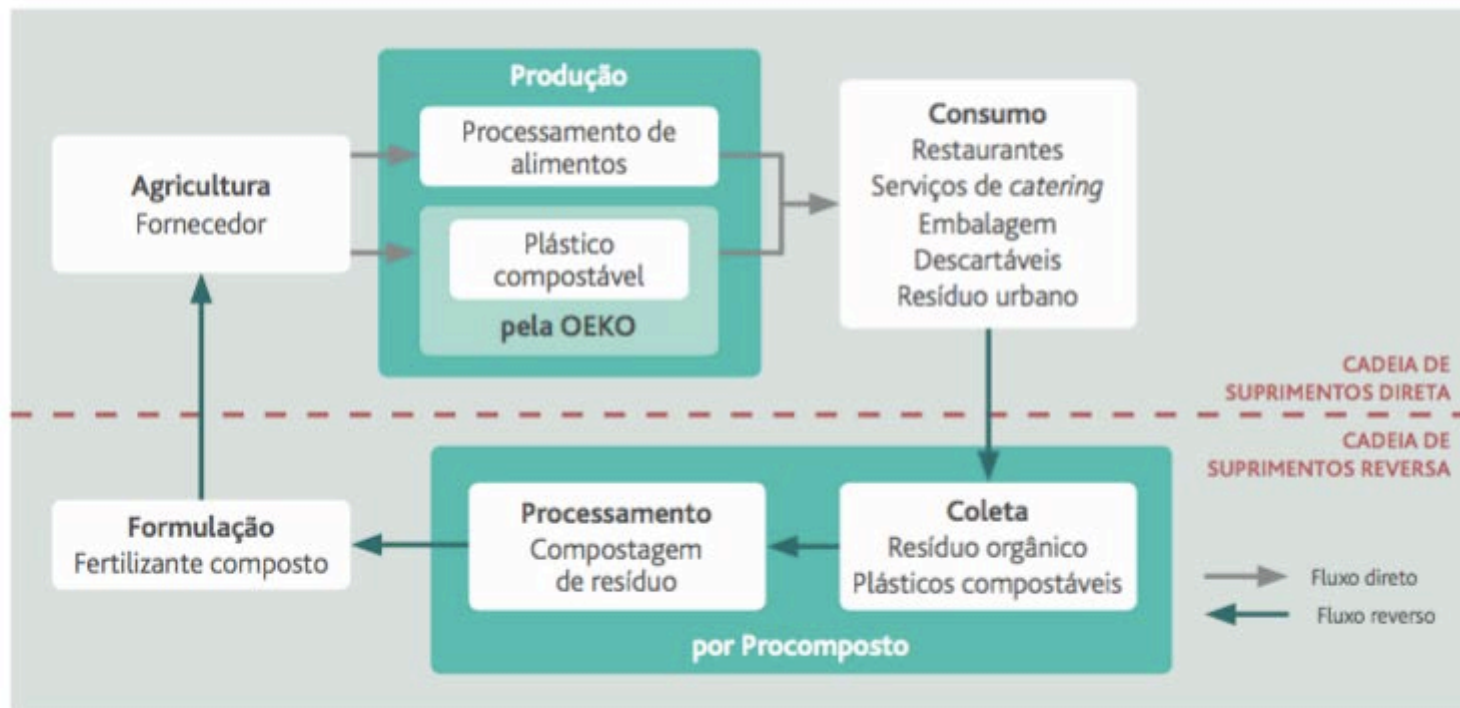 Produção
Processamento de
alimentos
Plástico
compostável
pela OEKO
Agricultura
Fornecedor
Consumo
Restaurantes
Serviços de catering
Embalagem
Descartáveis
Resíduo urbano
CADEIA DE
SUPRIMENTOS DIRETA
CADEIA DE
SUPRIMENTOS REVERSA
Formulação
Fertilizante composto
Processamento
Compostagem
de resíduo
Coleta
Resíduo orgânico
Plásticos compostáveis
por Procomposto
Fluxo direto
Fluxo reverso